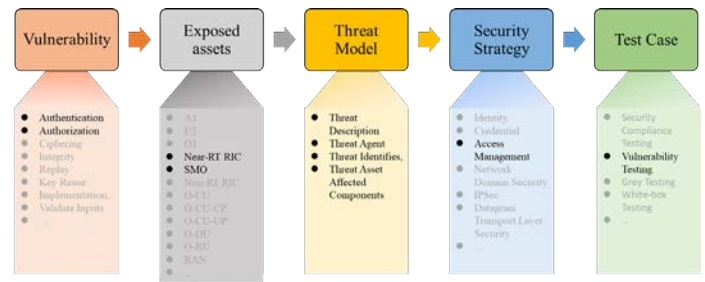 Vulnerability
Exposed
assets
Threat
Model
Security
Strategy
Test Case
Authentication
Authorization
Ciphering
Integrity
Replay
Key Reuse
Implementation,
Validate Inputs
...
A1
E2
O1
Near-RT RIC
SMO
Non-RT RIC
O-CU
O-CU-CP
O-CU-UP
O-DU
O-RU
RAN
Threat
Description
Threat Agent
Threat Identifies,
Threat Asset
Affected
Components
Identity,
Credential
Access
Management
Network
Domain Security
IPSec
Datagram
Transport Layer
Security
...
Security
Compliance
Testing
Vulnerability
Testing
Grey Testing
White-box
Testing
...